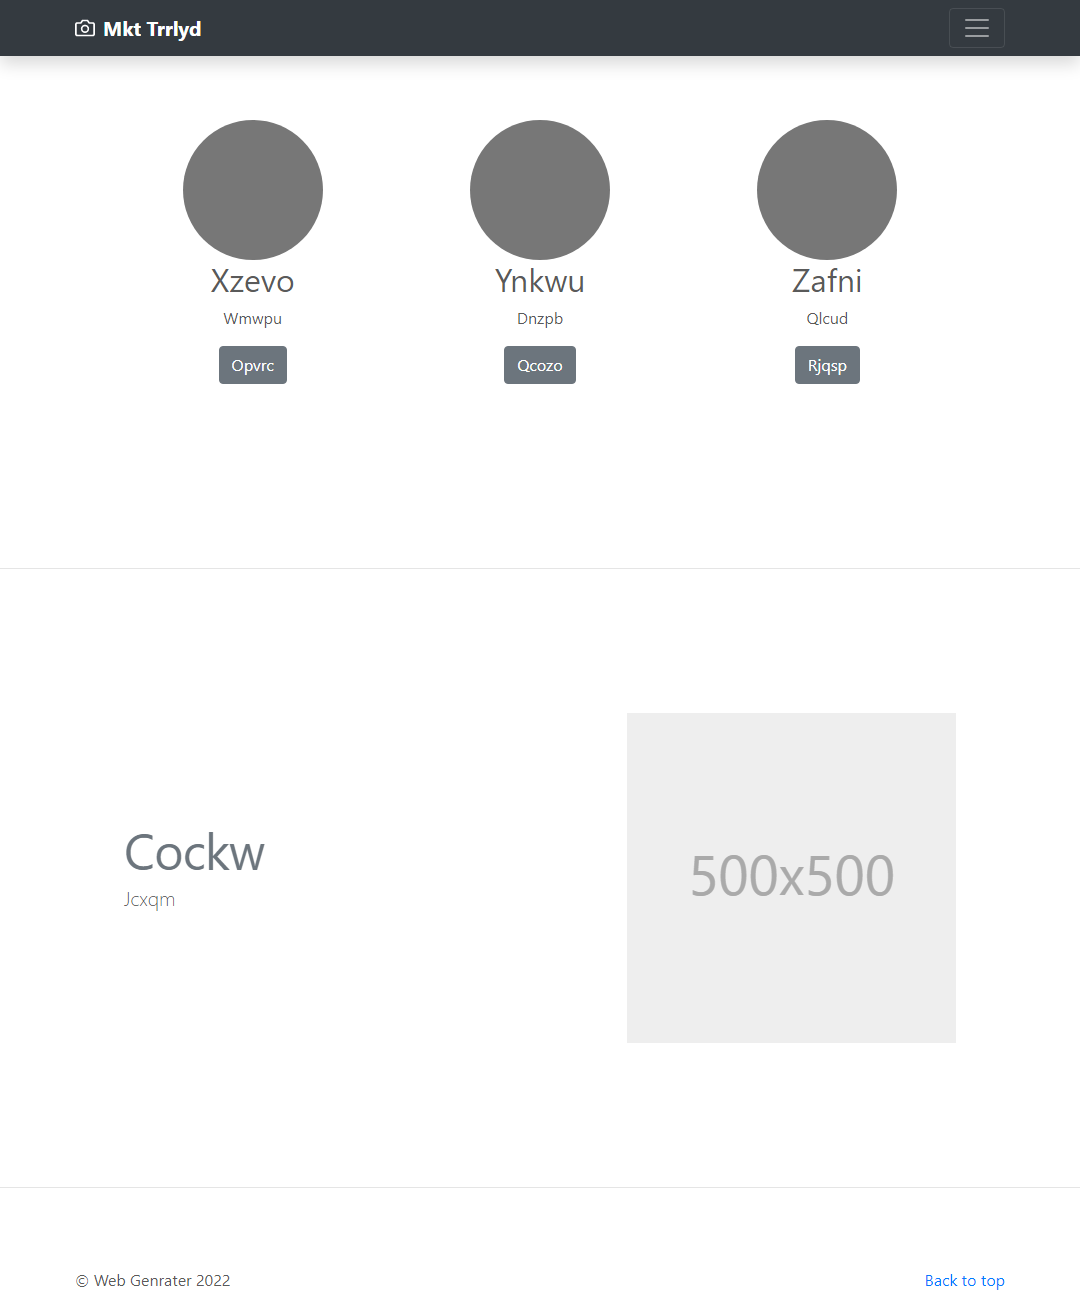 Mkt Trrlyd
Xzevo
Ynkwu
Zafni
Wmwpu
Dnzpb
Qlcud
Opvrc
Qcozo
Rjqsp
Cockw
Jcxqm
500x500
© Web Genrater 2022
Back to top